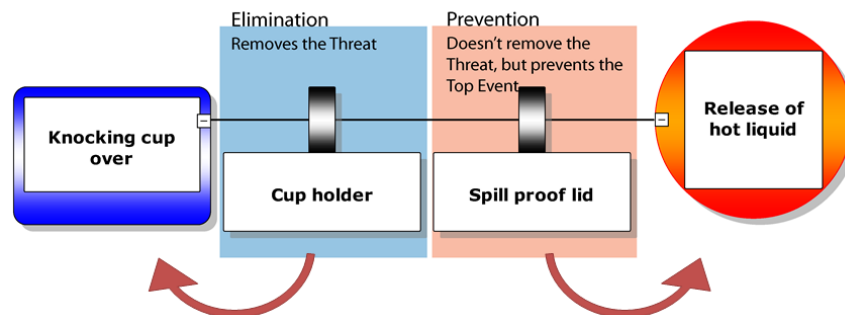 Elimination
Removes the Threat
Prevention
Doesn't remove the
Threat, but prevents the
Top Event
Knocking cup
over
Cup holder
Spill proof lid
Release of
hot liquid